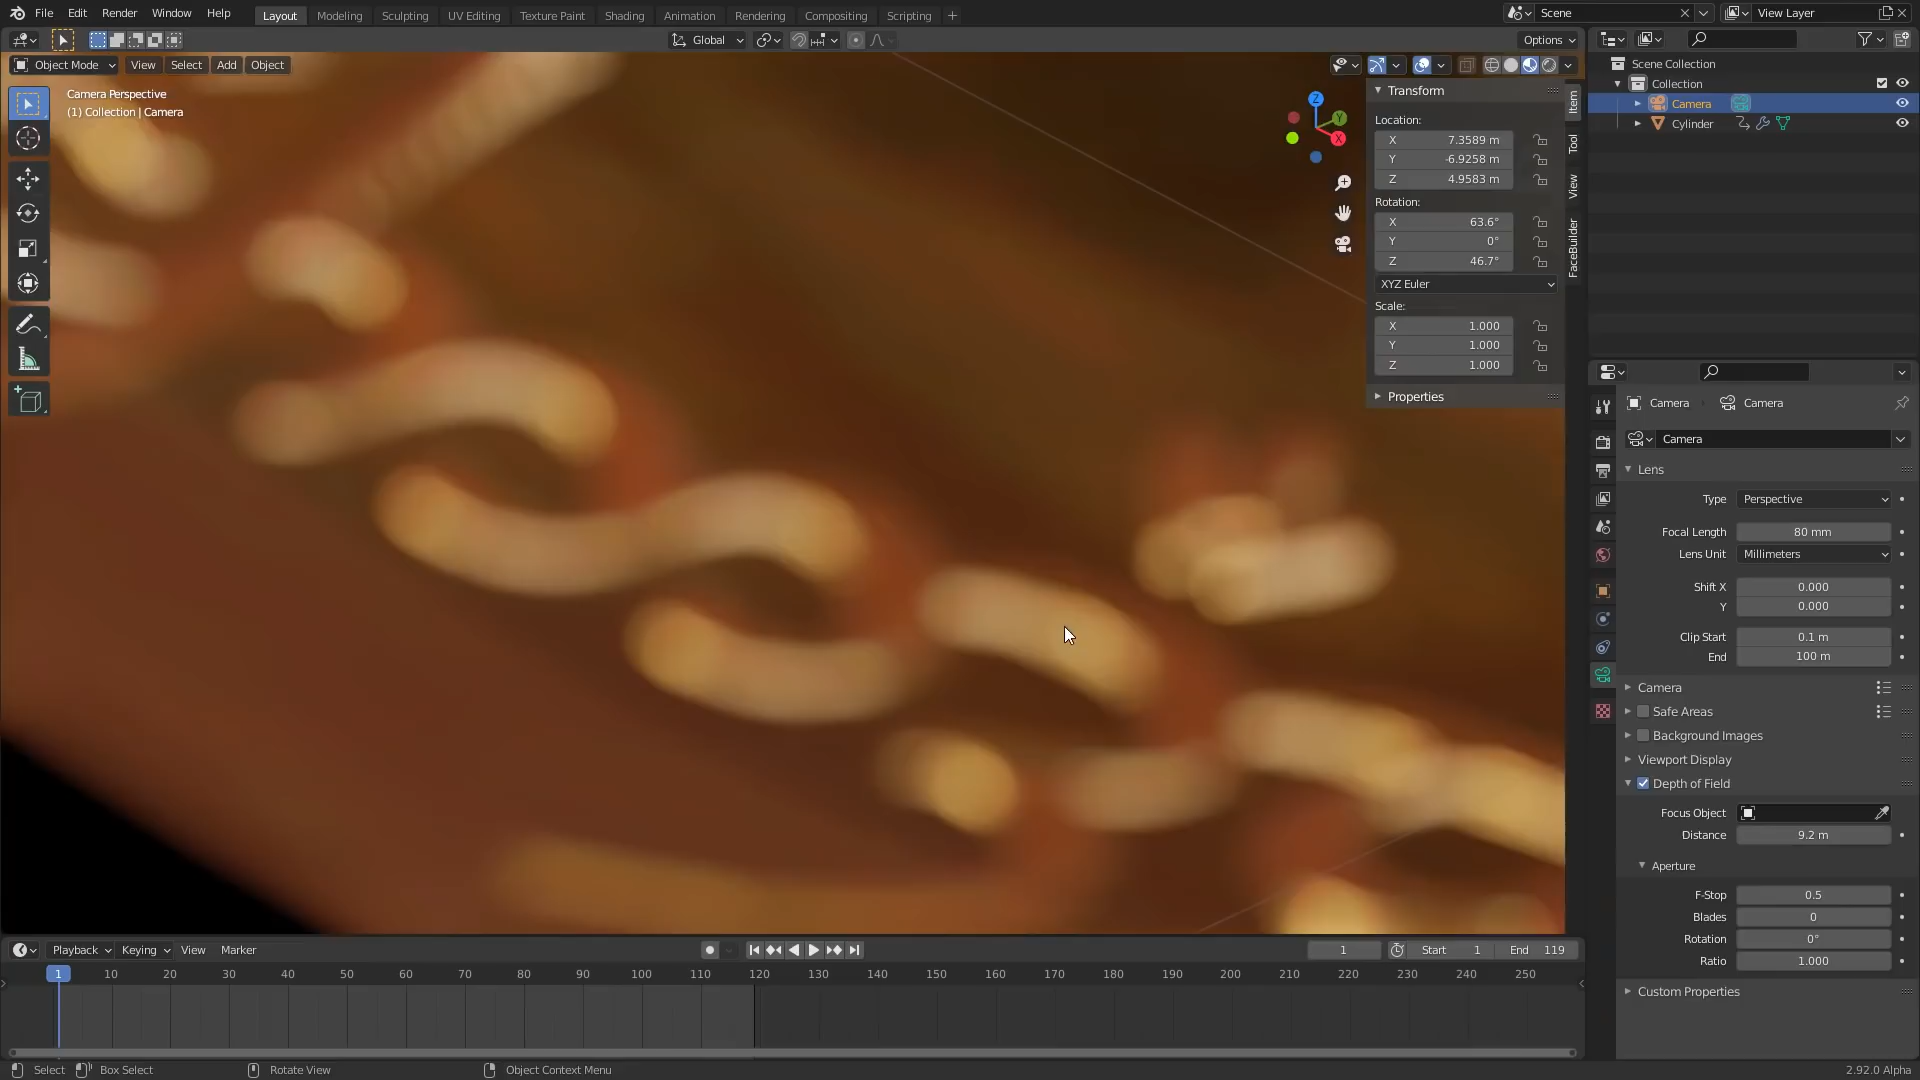 File Edit Render Window Help Layout Modeling Sculpting UV Editing Texture Paint Shading Animation Rendering Compositing Scripting + Scene View Layer
Global Options
Object Mode View Select Add Object
Camera Perspective
(1) Collection | Camera
Z
Y
X
Transform
Location:
X 7.3589 m
Y -6.9258 m
Z 4.9583 m
Rotation:
X 63.6°
Y 0°
Z 46.7°
XYZ Euler
Scale:
X 1.000
Y 1.000
Z 1.000
Properties
Item
Tool
View
FaceBuilder
Scene Collection
Collection
Camera
Cylinder
Camera Camera
Camera
Lens
Type Perspective
Focal Length 80 mm
Lens Unit Millimeters
Shift X 0.000
Y 0.000
Clip Start 0.1 m
End 100 m
Camera
Safe Areas
Background Images
Viewport Display
Depth of Field
Focus Object
Distance 9.2 m
Aperture
F-Stop 0.5
Blades 0
Rotation 0°
Ratio 1.000
Custom Properties
Playback Keying View Marker 1 Start 1 End 119
1 10 20 30 40 50 60 70 80 90 100 110 120 130 140 150 160 170 180 190 200 210 220 230 240 250
Select Box Select Rotate View Object Context Menu 2.92.0 Alpha